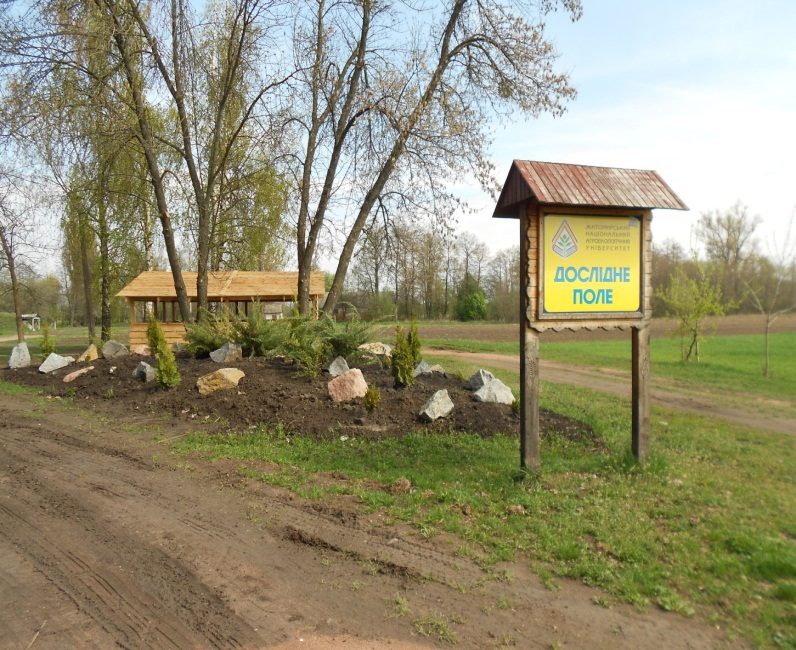 ЖИТОМИРСЬКИЙ
НАЦІОНАЛЬНИЙ
АГРОЕКОЛОГІЧНИЙ
УНІВЕРСИТЕТ
ДОСЛІДНЕ
ПОЛЕ